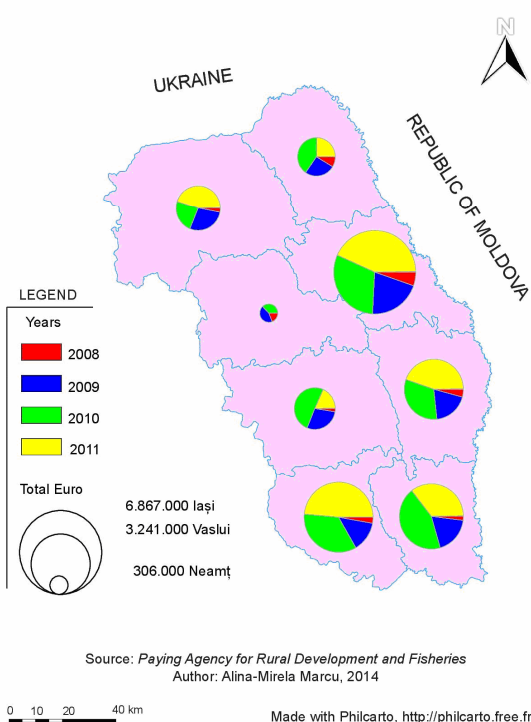 N
UKRAINE
REPUBLIC OF MOLDOVA
LEGEND
Years
2008
2009
2010
2011
Total Euro
6.867.000 Iași
3.241.000 Vaslui
306.000 Neamț
Source: Paying Agency for Rural Development and Fisheries
Author: Alina-Mirela Marcu, 2014
0 10 20 40 km
Made with Philcarto, http://philcarto.free.fr